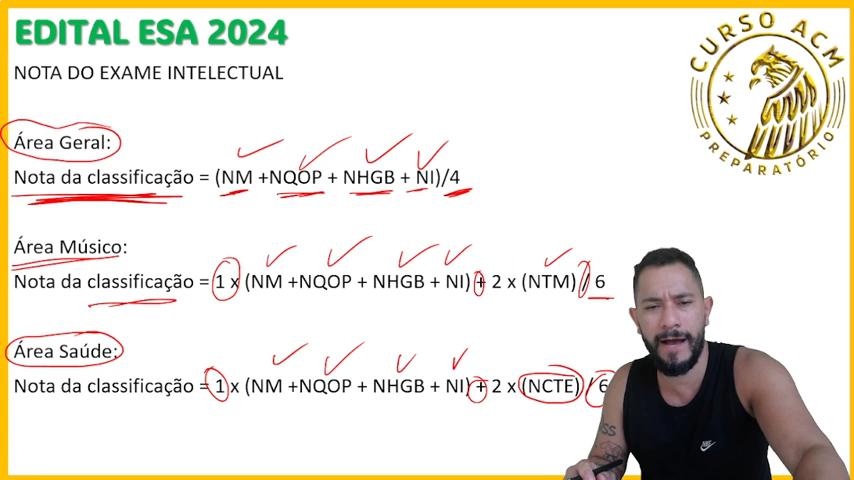 EDITAL ESA 2024
NOTA DO EXAME INTELECTUAL
CURSO ACM
PREPARATÓRIO
Área Geral:
Nota da classificação = (NM +NQOP + NHGB + NI)/4
Área Músico:
Nota da classificação = 1 x (NM +NQOP + NHGB + NI) + 2 x (NTM) / 6
Área Saúde:
Nota da classificação = 1 x (NM +NQOP + NHGB + NI) + 2 x (NCTE) / 6